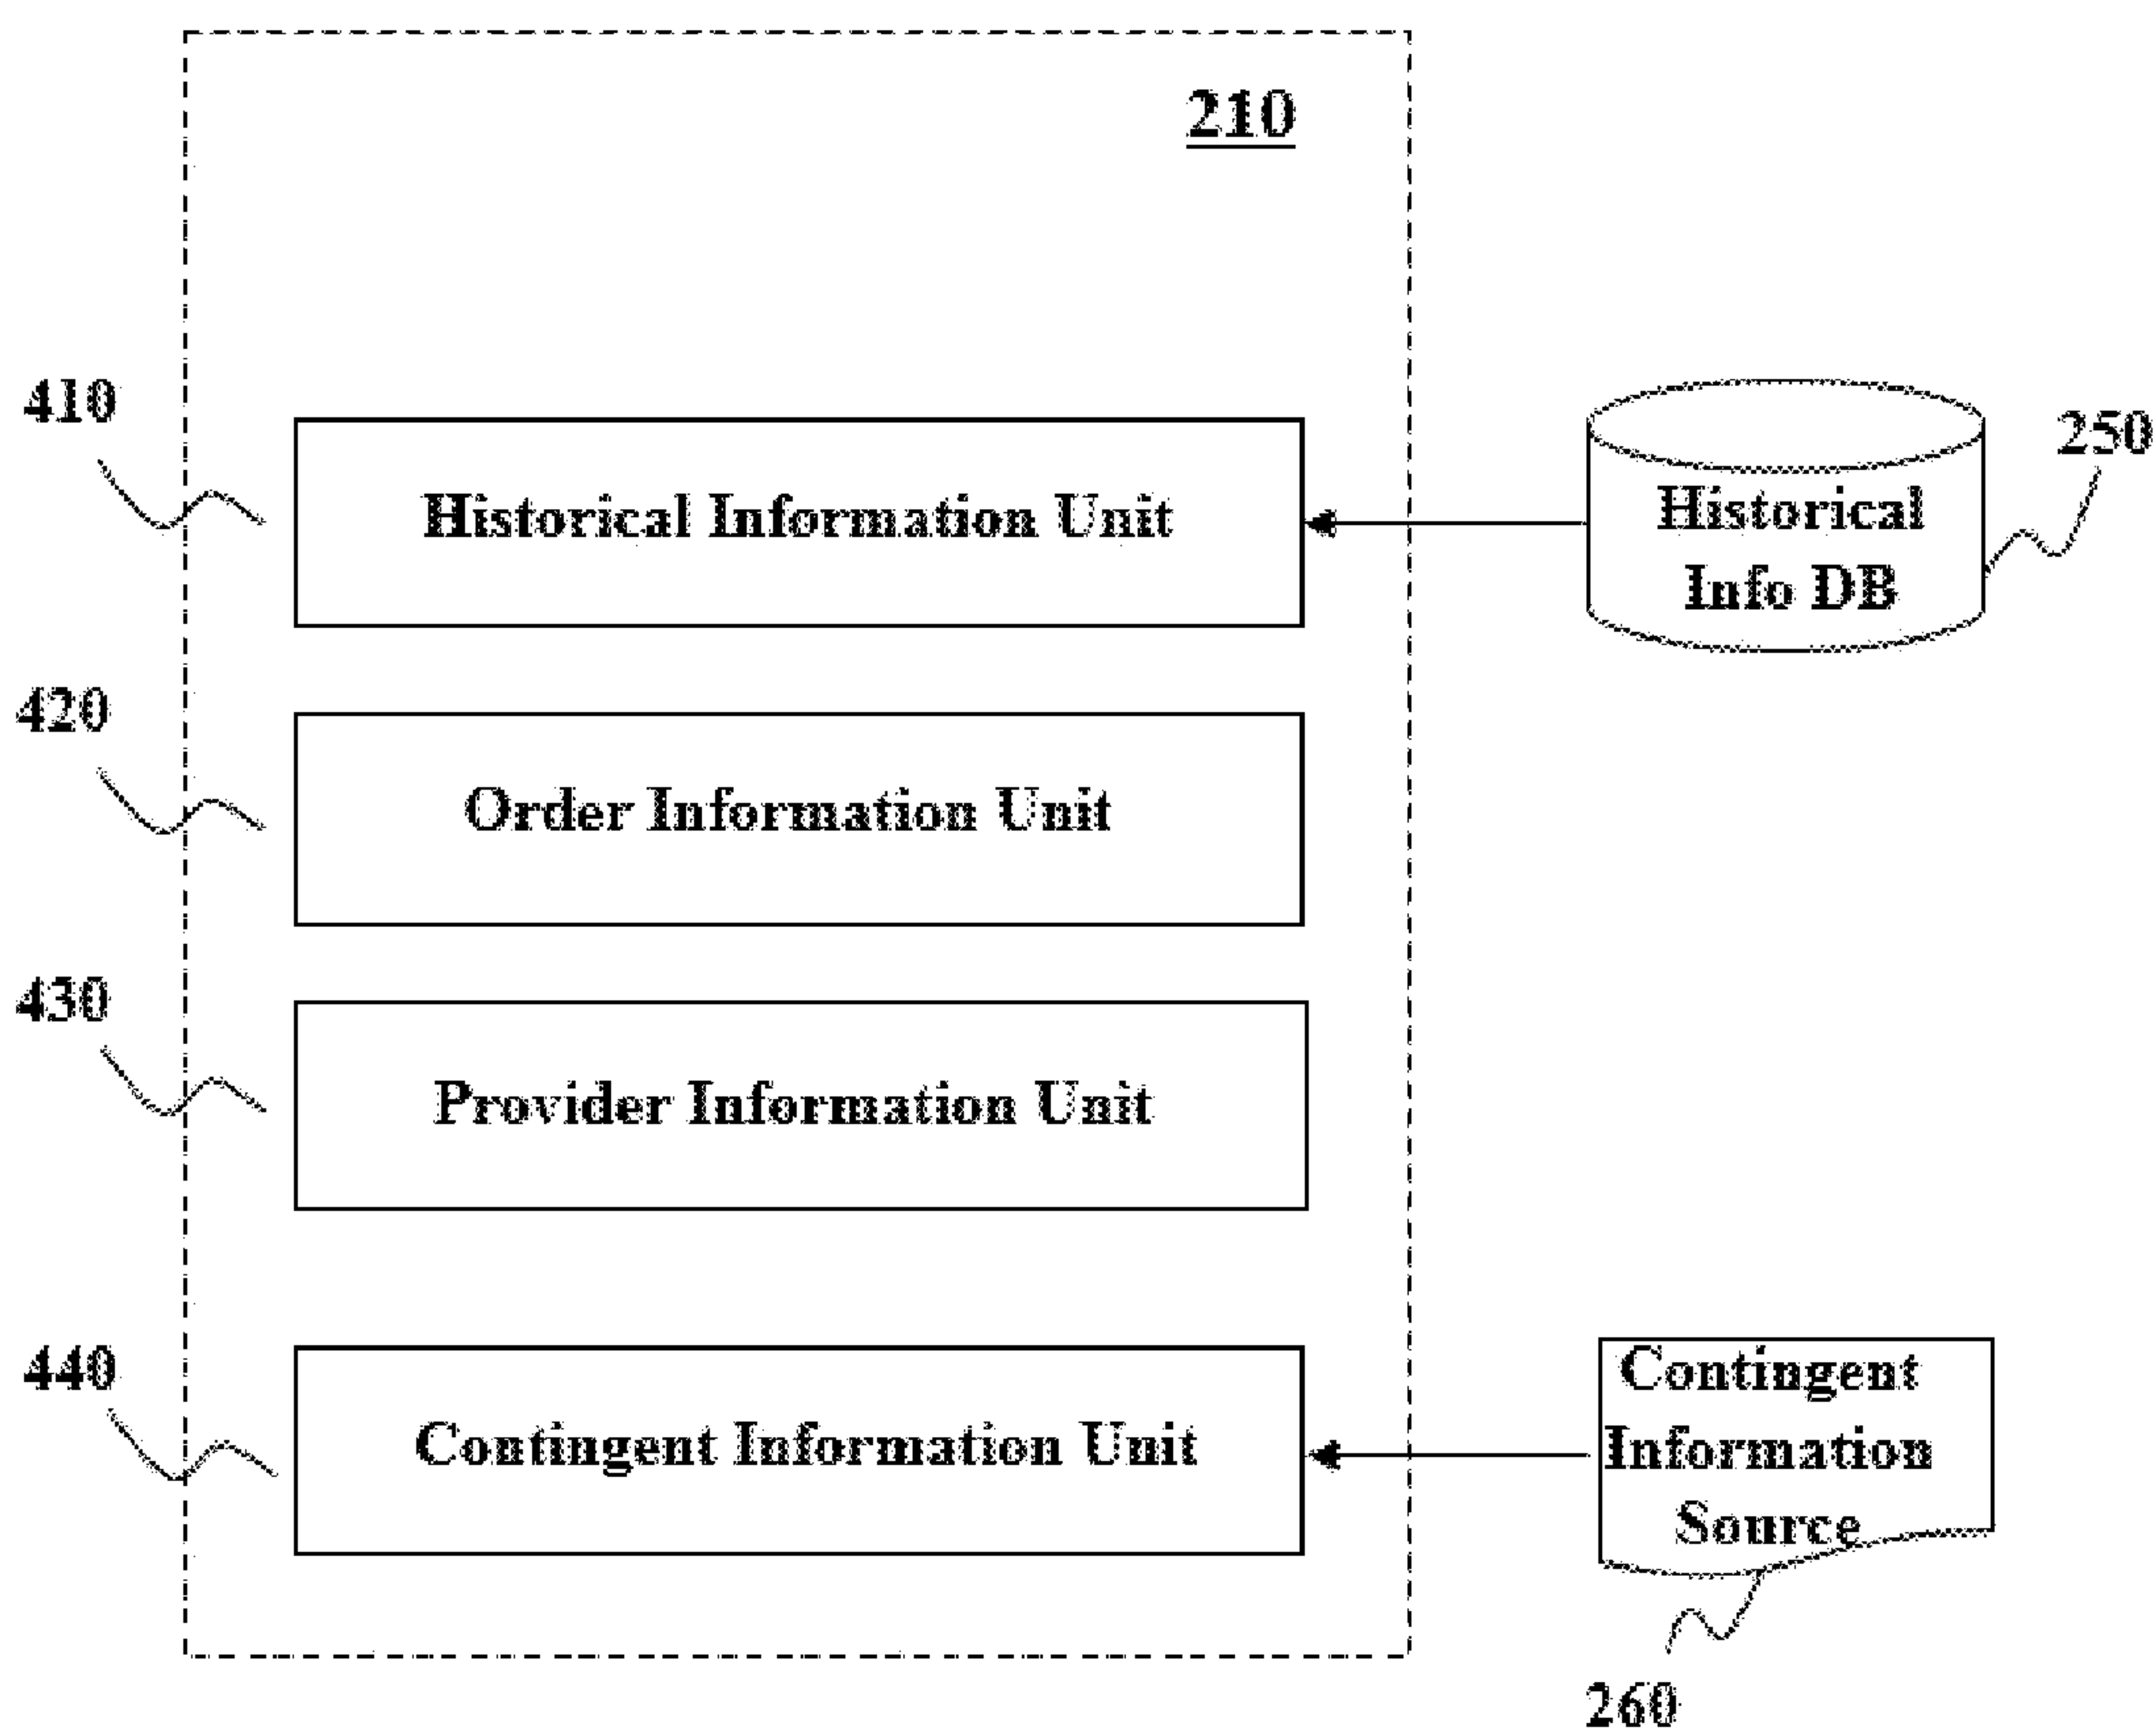 210
410
Historical Information Unit
Historical
Info DB
250
420
Order Information Unit
430
Provider Information Unit
440
Contingent Information Unit
Contingent
Information
Source
260